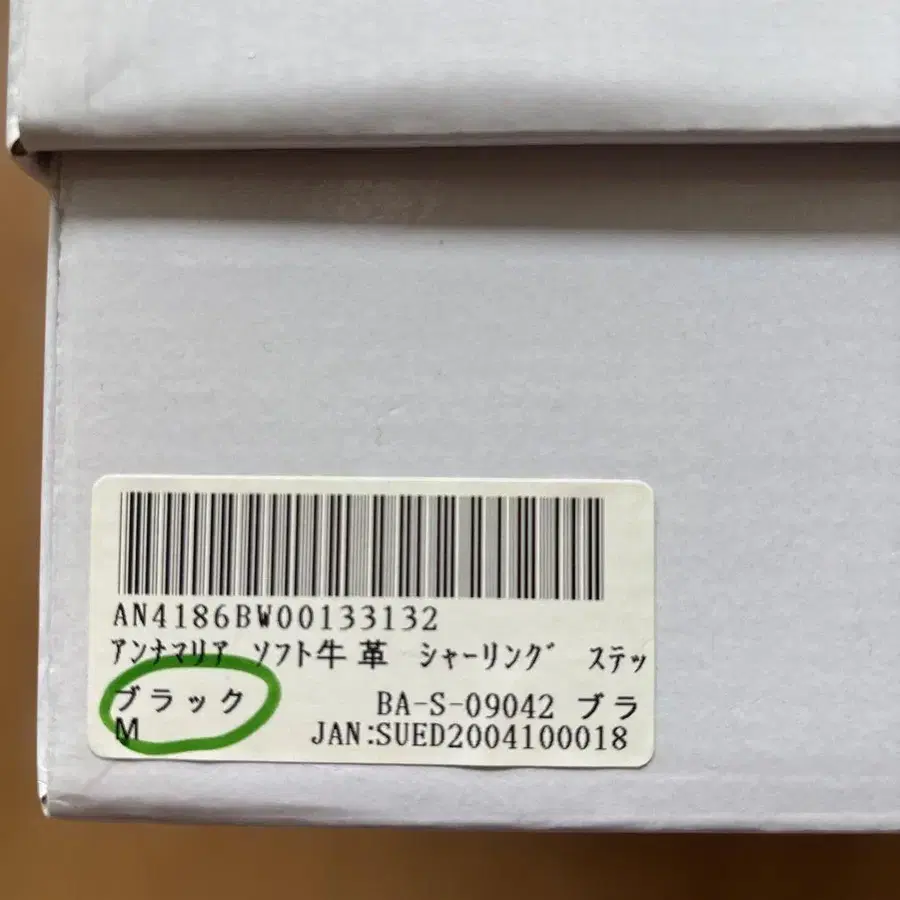 AN4186BW00133132
アンナマリア ソフト牛革 シャーリング ステッ
ブラック BA-S-09042 ブラ
M JAN:SUED2004100018